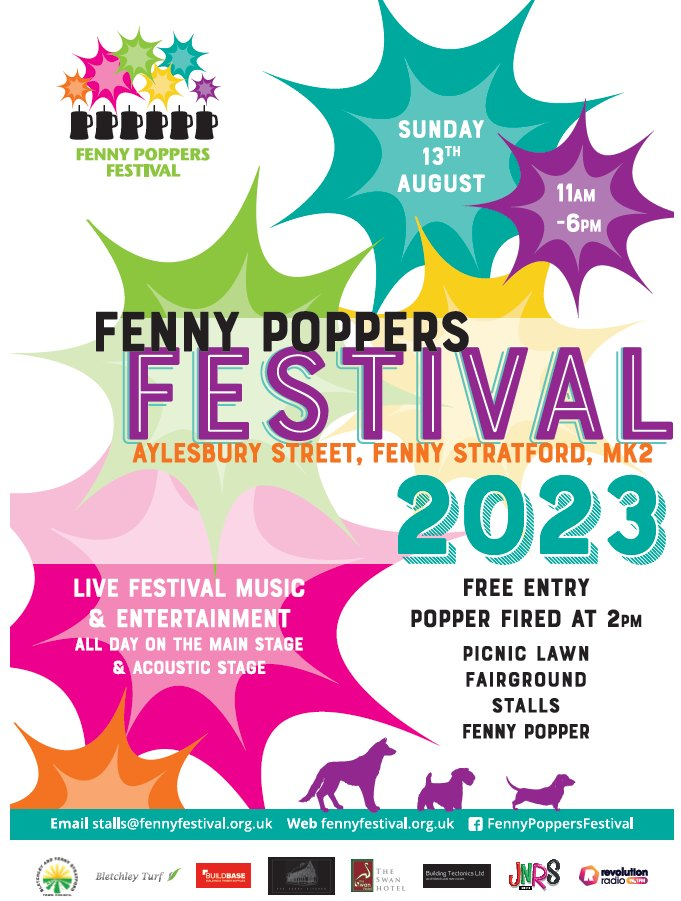 FENNY POPPERS
FESTIVAL
SUNDAY
13TH
AUGUST
11AM
-6PM
FENNY POPPERS
FESTIVAL
AYLESBURY STREET, FENNY STRATFORD, MK2
2023
LIVE FESTIVAL MUSIC
& ENTERTAINMENT
ALL DAY ON THE MAIN STAGE
& ACOUSTIC STAGE
FREE ENTRY
POPPER FIRED AT 2PM
PICNIC LAWN
FAIRGROUND
STALLS
FENNY POPPER
Email stalls@fennyfestival.org.uk Web fennyfestival.org.uk FennyPoppersFestival
TOWN COUNCIL
Bletchley Turf
BUILDBASE
THE
SWAN
HOTEL
Building Tectonics Ltd
JNRS
revolution
radio